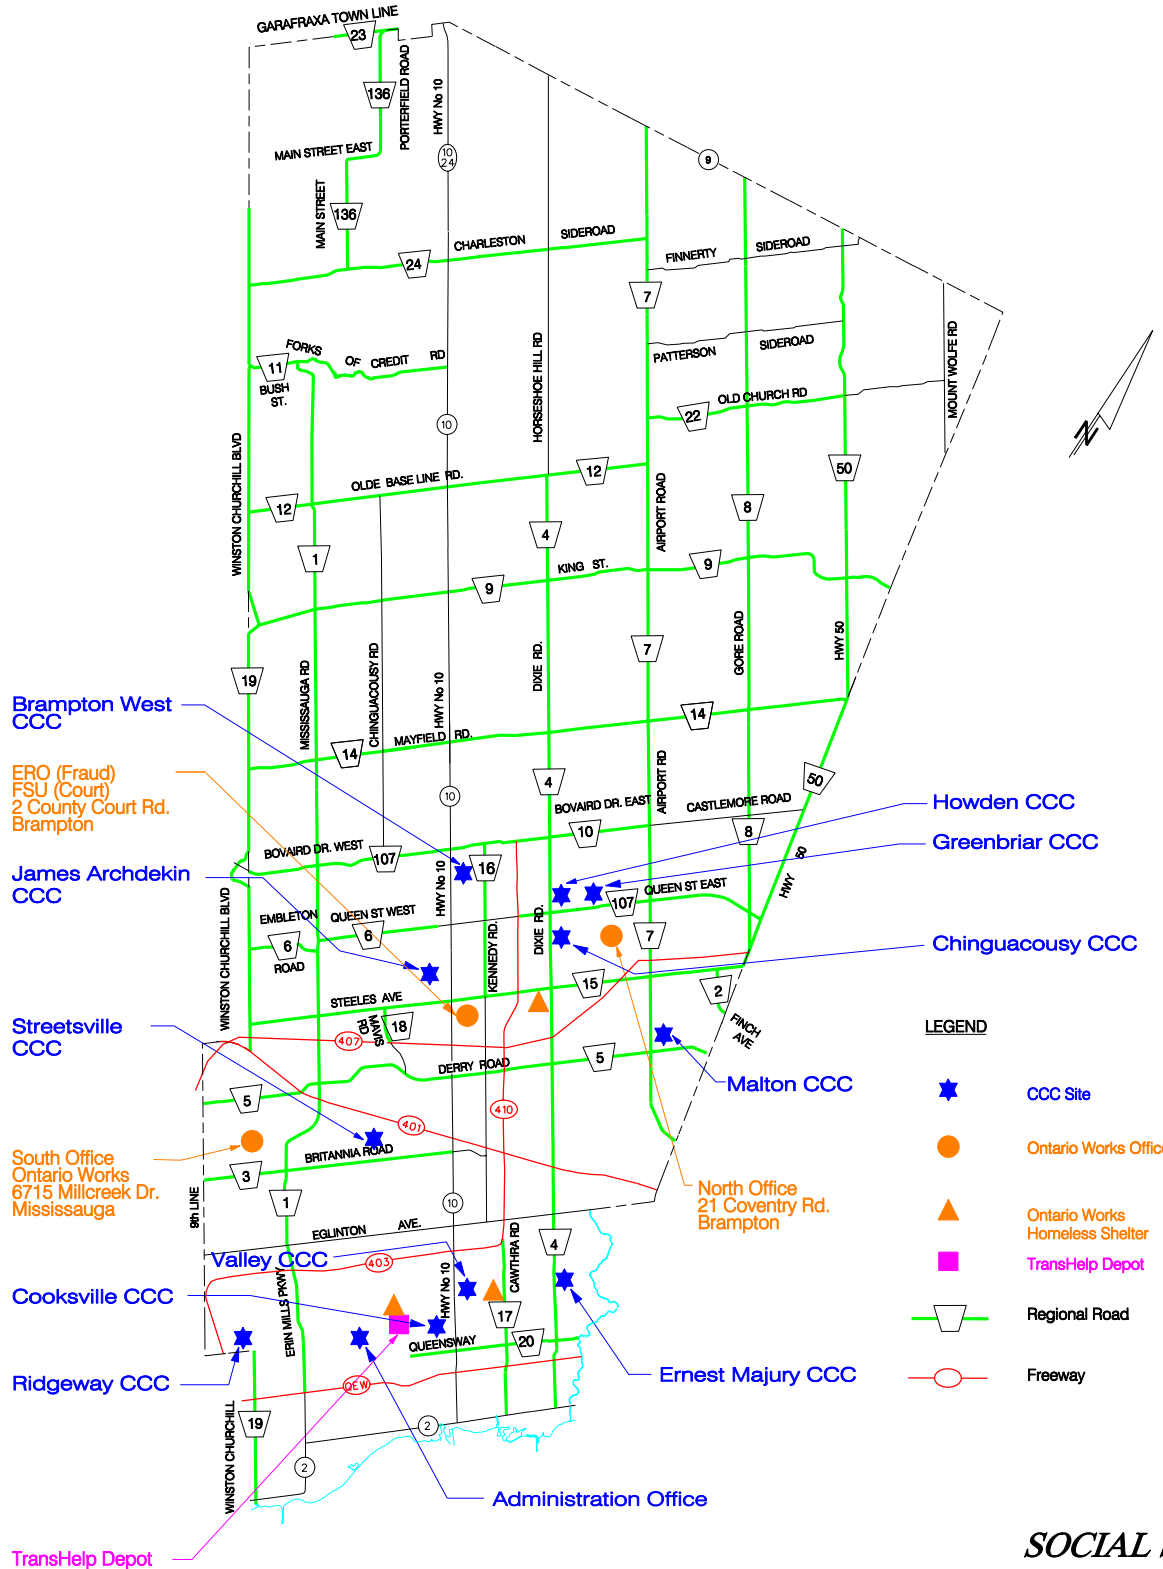 GARAFRAXA TOWN LINE
23
PORTERFIELD ROAD
HWY No 10
136
MAIN STREET EAST
10
24
9
MAIN STREET
136
CHARLESTON SIDEROAD
24
FINNERTY SIDEROAD
7
FORKS OF CREDIT RD
11
BUSH
ST.
HORSESHOE HILL RD
PATTERSON SIDEROAD
MOUNT WOLFE RD
OLD CHURCH RD
22
10
WINSTON CHURCHILL BLVD
OLDE BASE LINE RD.
12
12
50
AIRPORT ROAD
8
4
1
KING ST.
9
9
DIXIE RD.
7
GORE ROAD
HWY 50
19
MISSISSAUGA RD
CHINGUACOUSY RD
HWY No 10
Brampton West
CCC
14
MAYFIELD RD.
14
ERO (Fraud)
FSU (Court)
2 County Court Rd.
Brampton
10
4
AIRPORT RD
50
BOVAIRD DR. EAST
CASTLEMORE ROAD
Howden CCC
10
8
BOVAIRD DR. WEST
107
16
Greenbriar CCC
HWY 50
James Archdekin
CCC
HWY No 10
QUEEN ST EAST
107
WINSTON CHURCHILL BLVD
EMBLETON
QUEEN ST WEST
6
6
ROAD
KENNEDY RD.
DIXIE RD.
7
Chinguacousy CCC
STEELES AVE
15
2
Streetsville
CCC
MAVIS
RD
18
FINCH
AVE
LEGEND
407
DERRY ROAD
5
Malton CCC
CCC Site
5
410
401
Ontario Works Offic
South Office
Ontario Works
6715 Millcreek Dr.
Mississauga
BRITANNIA ROAD
3
9th LINE
1
10
North Office
21 Coventry Rd.
Brampton
Ontario Works
Homeless Shelter
EGLINTON AVE.
4
Valley CCC
403
CAWTHRA RD
TransHelp Depot
Cooksville CCC
ERIN MILLS PKWY
HWY No 10
17
Regional Road
QUEENSWAY
20
Ridgeway CCC
QEW
Ernest Majury CCC
Freeway
WINSTON CHURCHILL
19
2
2
Administration Office
TransHelp Depot
SOCIAL